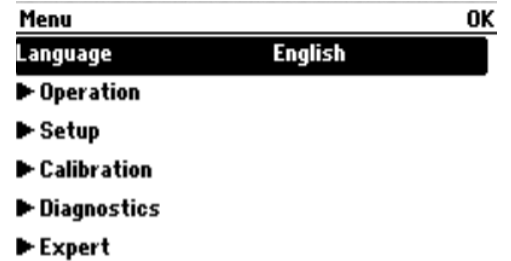 Menu OK
Language English
Operation
Setup
Calibration
Diagnostics
Expert